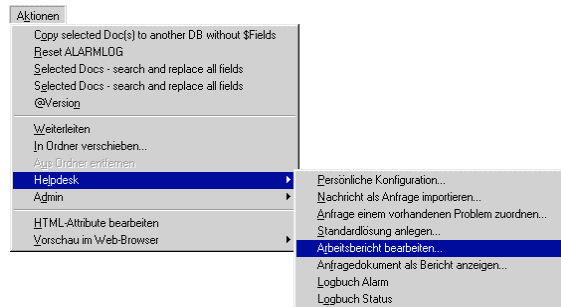 Aktionen
Copy selected Doc(s) to another DB without $Fields
Reset ALARMLOG
Selected Docs - search and replace all fields
Selected Docs - search and replace all fields
@Version
Weiterleiten
In Ordner verschieben...
Aus Ordner entfernen
Helpdesk
Admin
HTML-Attribute bearbeiten
Vorschau im Web-Browser
Persönliche Konfiguration...
Nachricht als Anfrage importieren...
Anfrage einem vorhandenen Problem zuordnen...
Standardlösung anlegen...
Arbeitsbericht bearbeiten...
Anfragedokument als Bericht anzeigen...
Logbuch Alarm
Logbuch Status